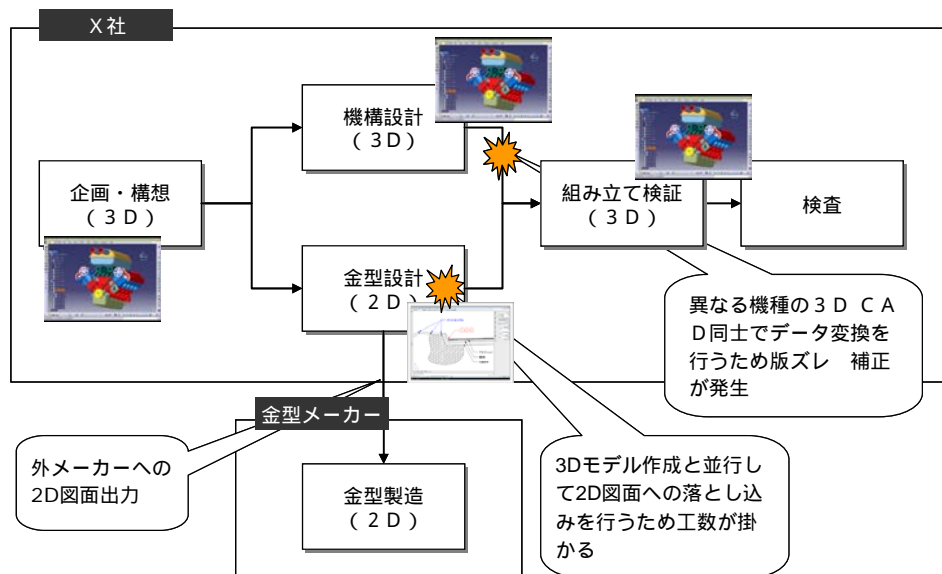 X社
機構設計
(3D)
企画・構想
(3D)
組み立て検証
(3D)
検査
金型設計
(2D)
異なる機種の3D CA
D同士でデータ変換を
行うため版ズレ 補正
が発生
金型メーカー
外メーカーへの
2D図面出力
金型製造
(2D)
3Dモデル作成と並行し
て2D図面への落とし込
みを行うため工数が掛
かる